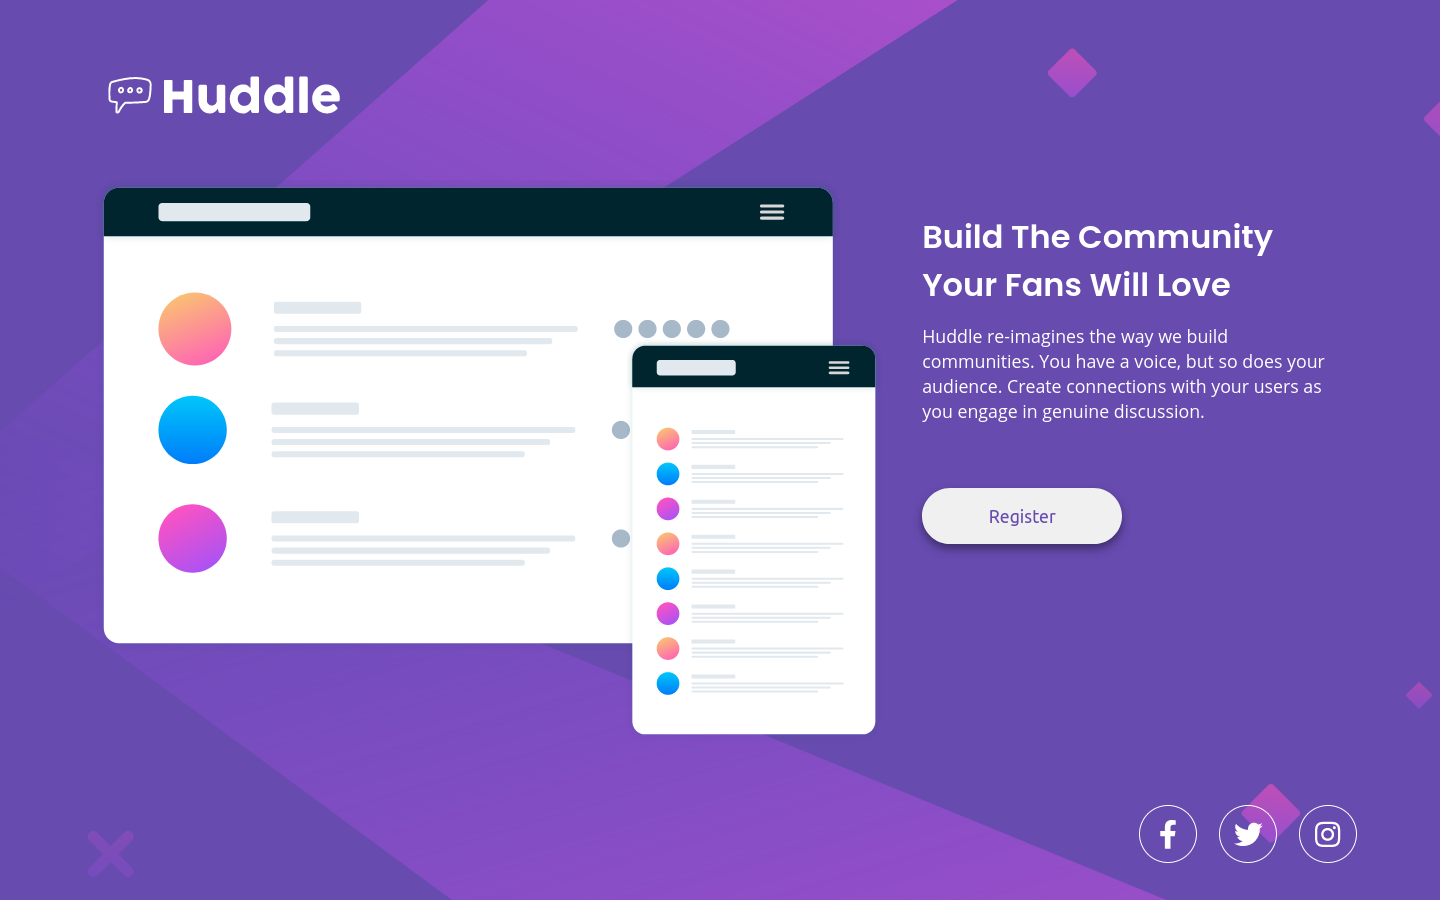 Huddle
Build The Community
Your Fans Will Love
Huddle re-imagines the way we build
communities. You have a voice, but so does your
audience. Create connections with your users as
you engage in genuine discussion.
Register